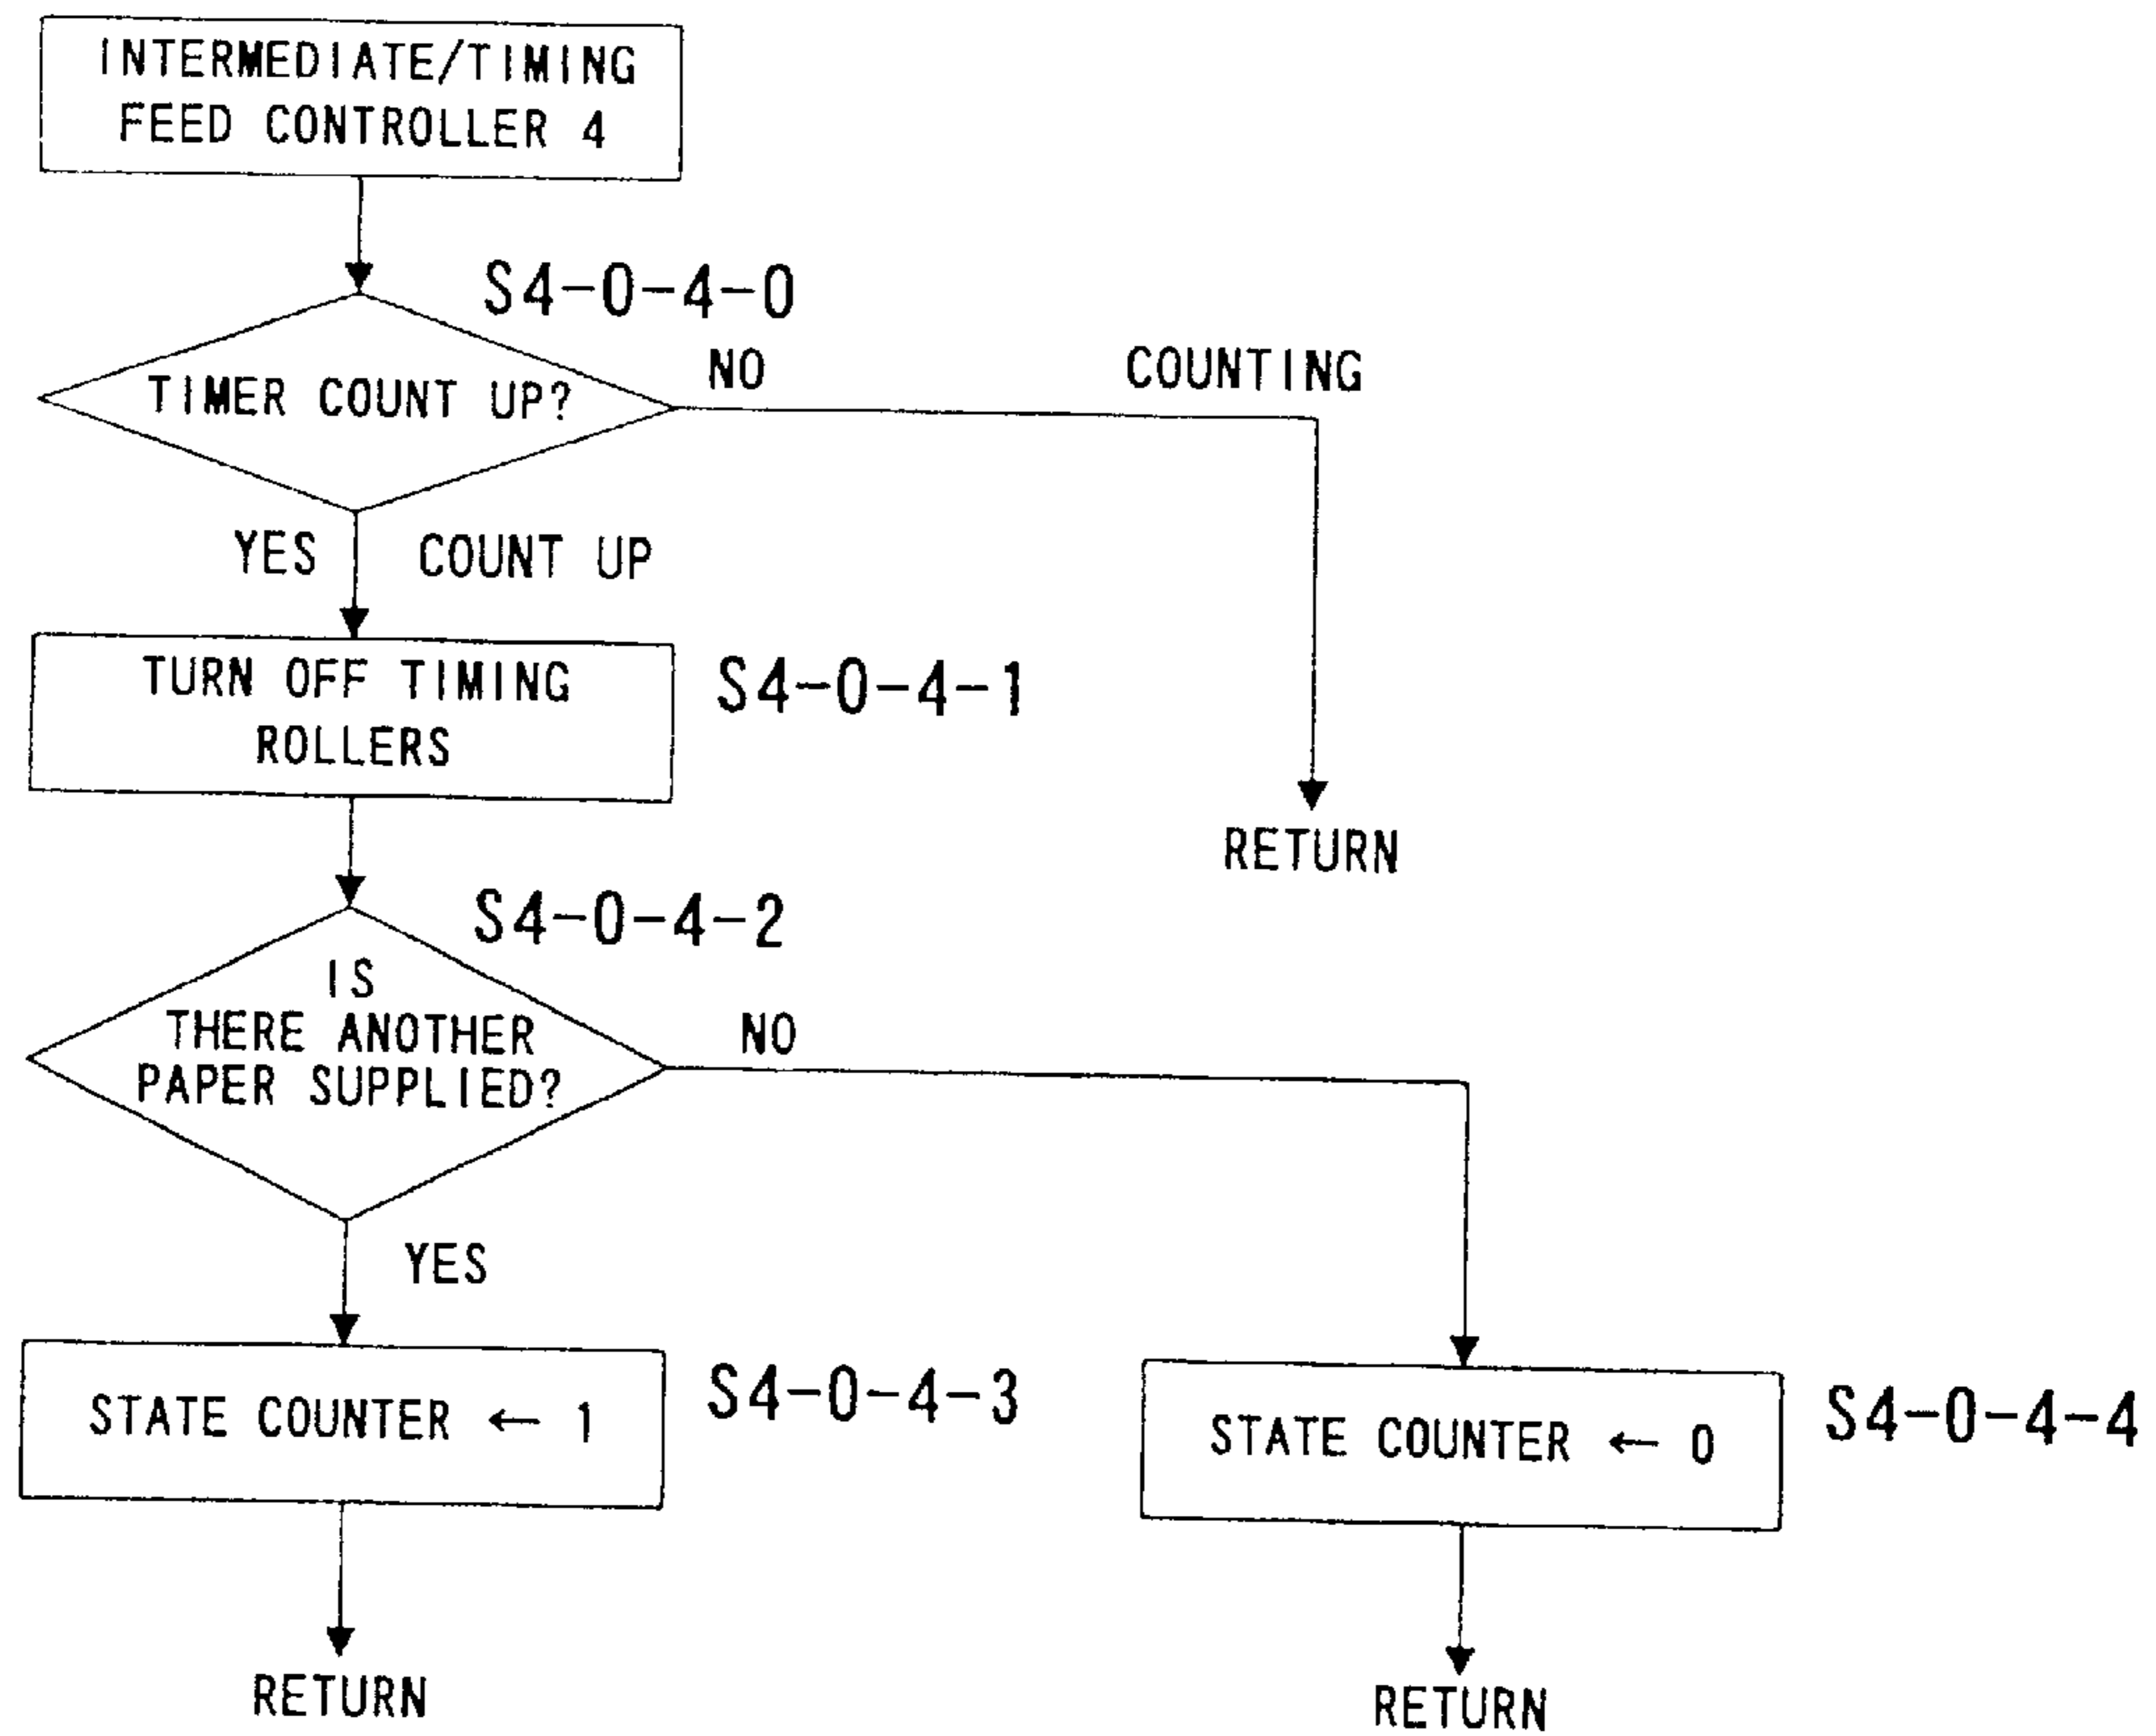 INTERMEDIATE/TIMING
FEED CONTROLLER 4
S4-0-4-0
TIMER COUNT UP?
NO
COUNTING
YES
COUNT UP
TURN OFF TIMING
ROLLERS
S4-0-4-1
RETURN
S4-0-4-2
IS
THERE ANOTHER
PAPER SUPPLIED?
NO
YES
STATE COUNTER ← 1
S4-0-4-3
STATE COUNTER ← 0
S4-0-4-4
RETURN
RETURN